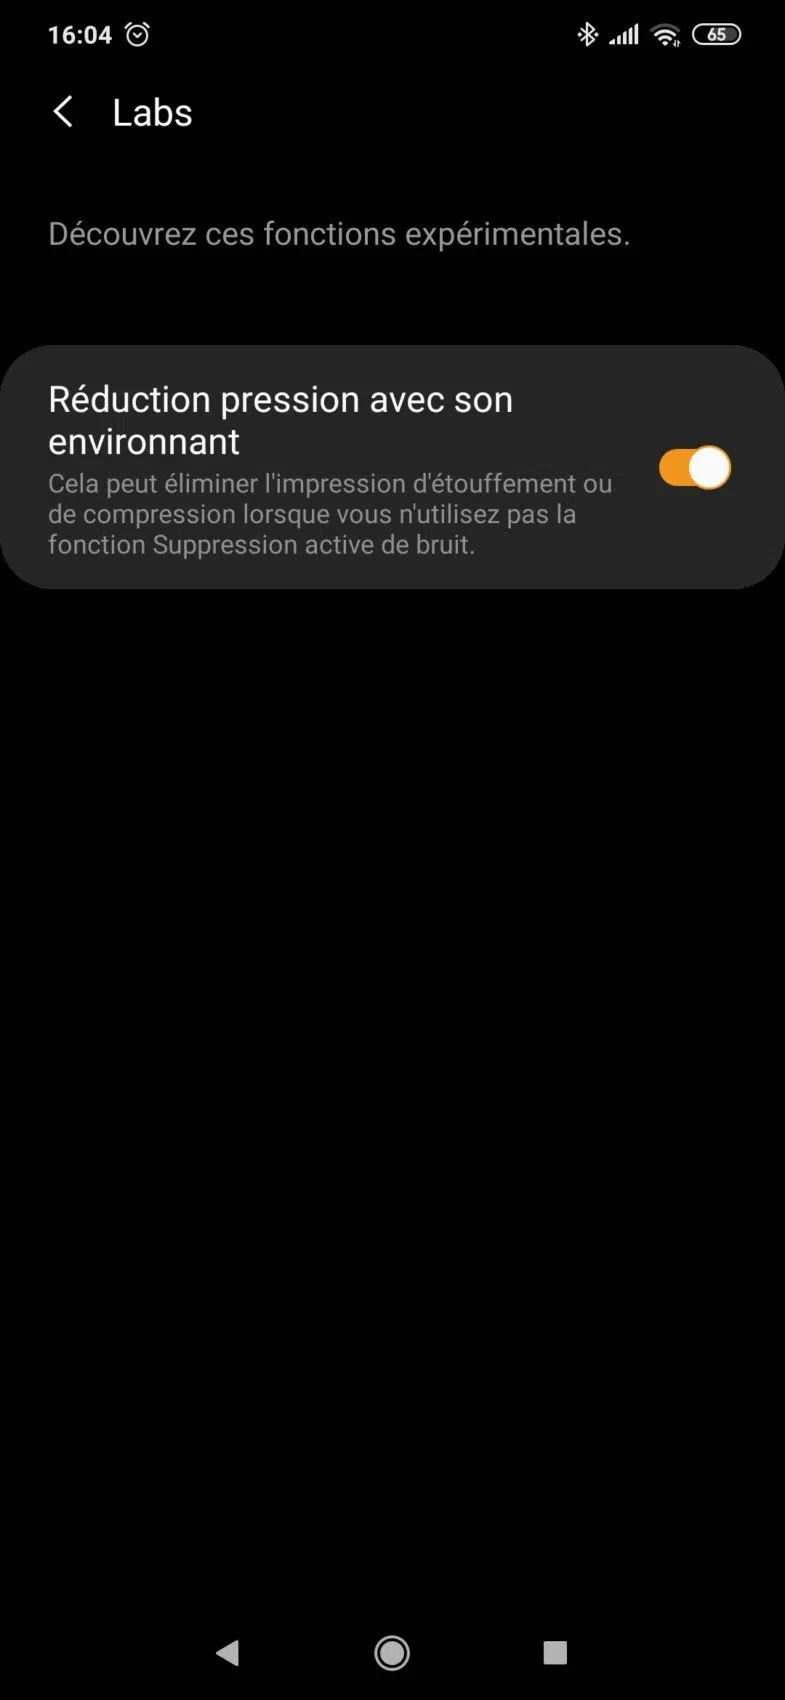 16:04
65
Labs
Découvrez ces fonctions expérimentales.
Réduction pression avec son
environnant
Cela peut éliminer l'impression d'étouffement ou
de compression lorsque vous n'utilisez pas la
fonction Suppression active de bruit.